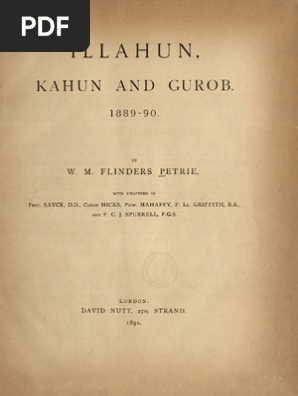 PDF
ILLAHUN,
KAHUN AND GUROB.
1889-90.
BY
W. M. FLINDERS PETRIE,
WITH CHAPTERS BY
Prof. SAYCE, D.D., Canon HICKS, Prof. MAHAFFY, F. Ll. GRIFFITH, B.A.,
and F. C. J. SPURRELL, F.G.S.
LONDON:
DAVID NUTT, 270, STRAND.
1891.